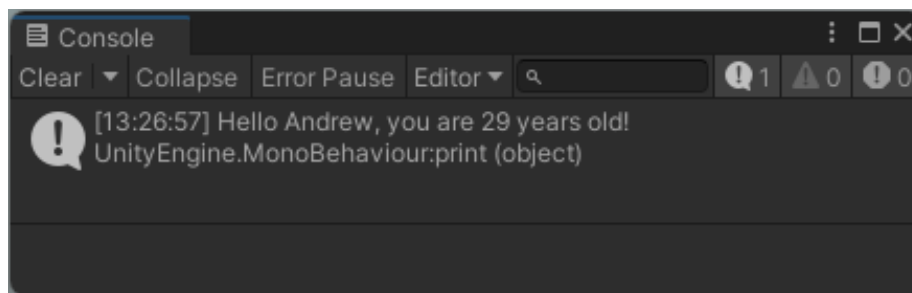 Console
Clear Collapse Error Pause Editor 1 0 0
[13:26:57] Hello Andrew, you are 29 years old!
UnityEngine.MonoBehaviour:print (object)